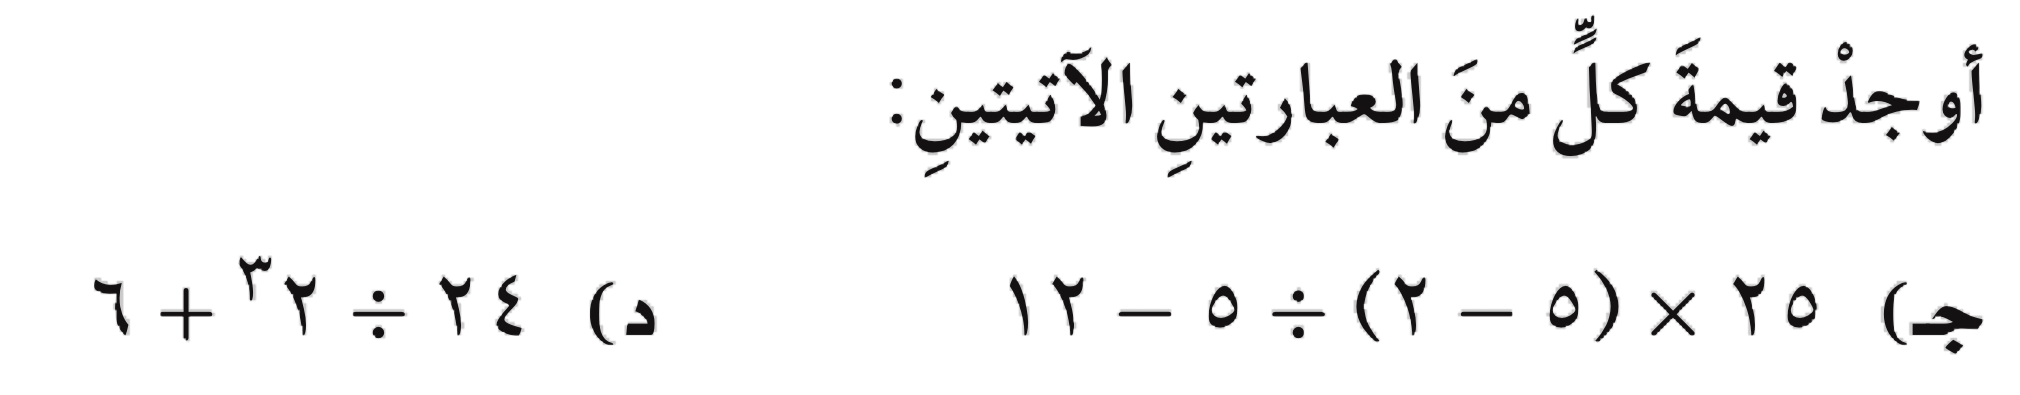 أوجدْ قيمةَ كلٍّ منَ العبارتينِ الآتيتينِ:
جـ) ٢٥ × (٥ − ٢) ÷ ٥ − ١٢ د) ٢٤ ÷ ٢^٣ + ٦